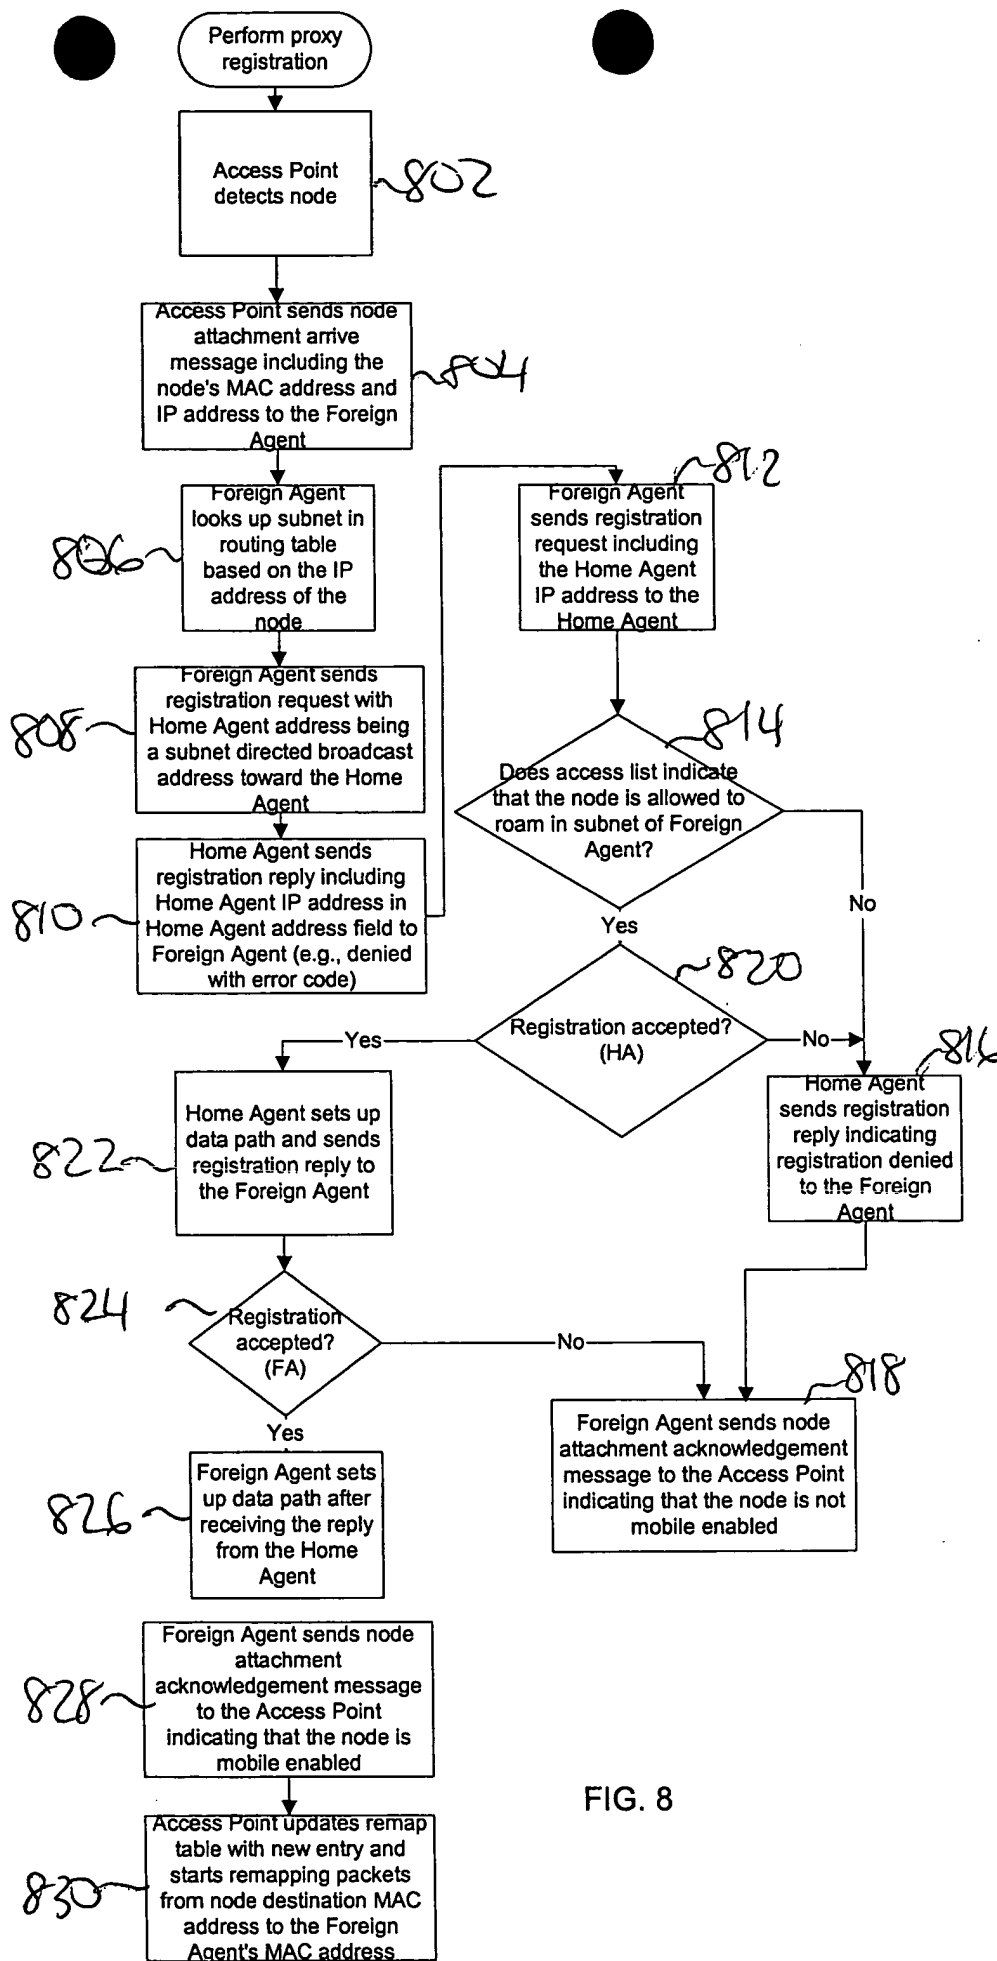 Perform proxy
registration
Access Point
detects node
802
Access Point sends node
attachment arrive
message including the
node's MAC address and
IP address to the Foreign
Agent
804
Foreign Agent
looks up subnet in
routing table
based on the IP
address of the
node
806
Foreign Agent sends
registration request with
Home Agent address being
a subnet directed broadcast
address toward the Home
Agent
808
Home Agent sends
registration reply including
Home Agent IP address in
Home Agent address field to
Foreign Agent (e.g., denied
with error code)
810
812
Foreign Agent
sends registration
request including
the Home Agent
IP address to the
Home Agent
814
Does access list indicate
that the node is allowed to
roam in subnet of Foreign
Agent?
No
Yes
820
Registration accepted?
(HA)
Yes
No
816
Home Agent
sends registration
reply indicating
registration denied
to the Foreign
Agent
Home Agent sets up
data path and sends
registration reply to
the Foreign Agent
822
824
Registration
accepted?
(FA)
No
Yes
818
Foreign Agent sends node
attachment acknowledgement
message to the Access Point
indicating that the node is not
mobile enabled
Foreign Agent sets
up data path after
receiving the reply
from the Home
Agent
826
Foreign Agent sends node
attachment
acknowledgement message
to the Access Point
indicating that the node is
mobile enabled
828
Access Point updates remap
table with new entry and
starts remapping packets
from node destination MAC
address to the Foreign
Agent's MAC address
830
FIG. 8